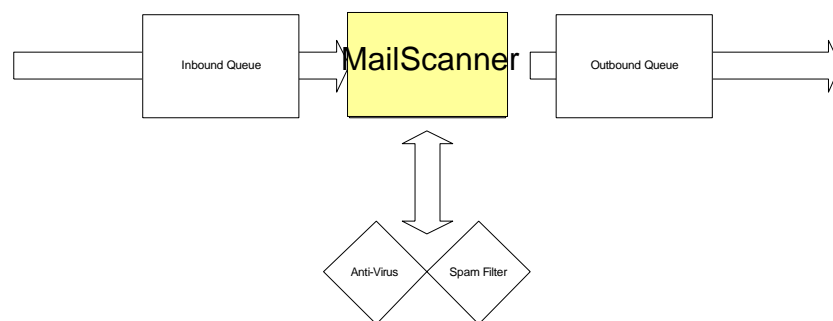 Inbound Queue
MailScanner
Outbound Queue
Anti-Virus
Spam Filter